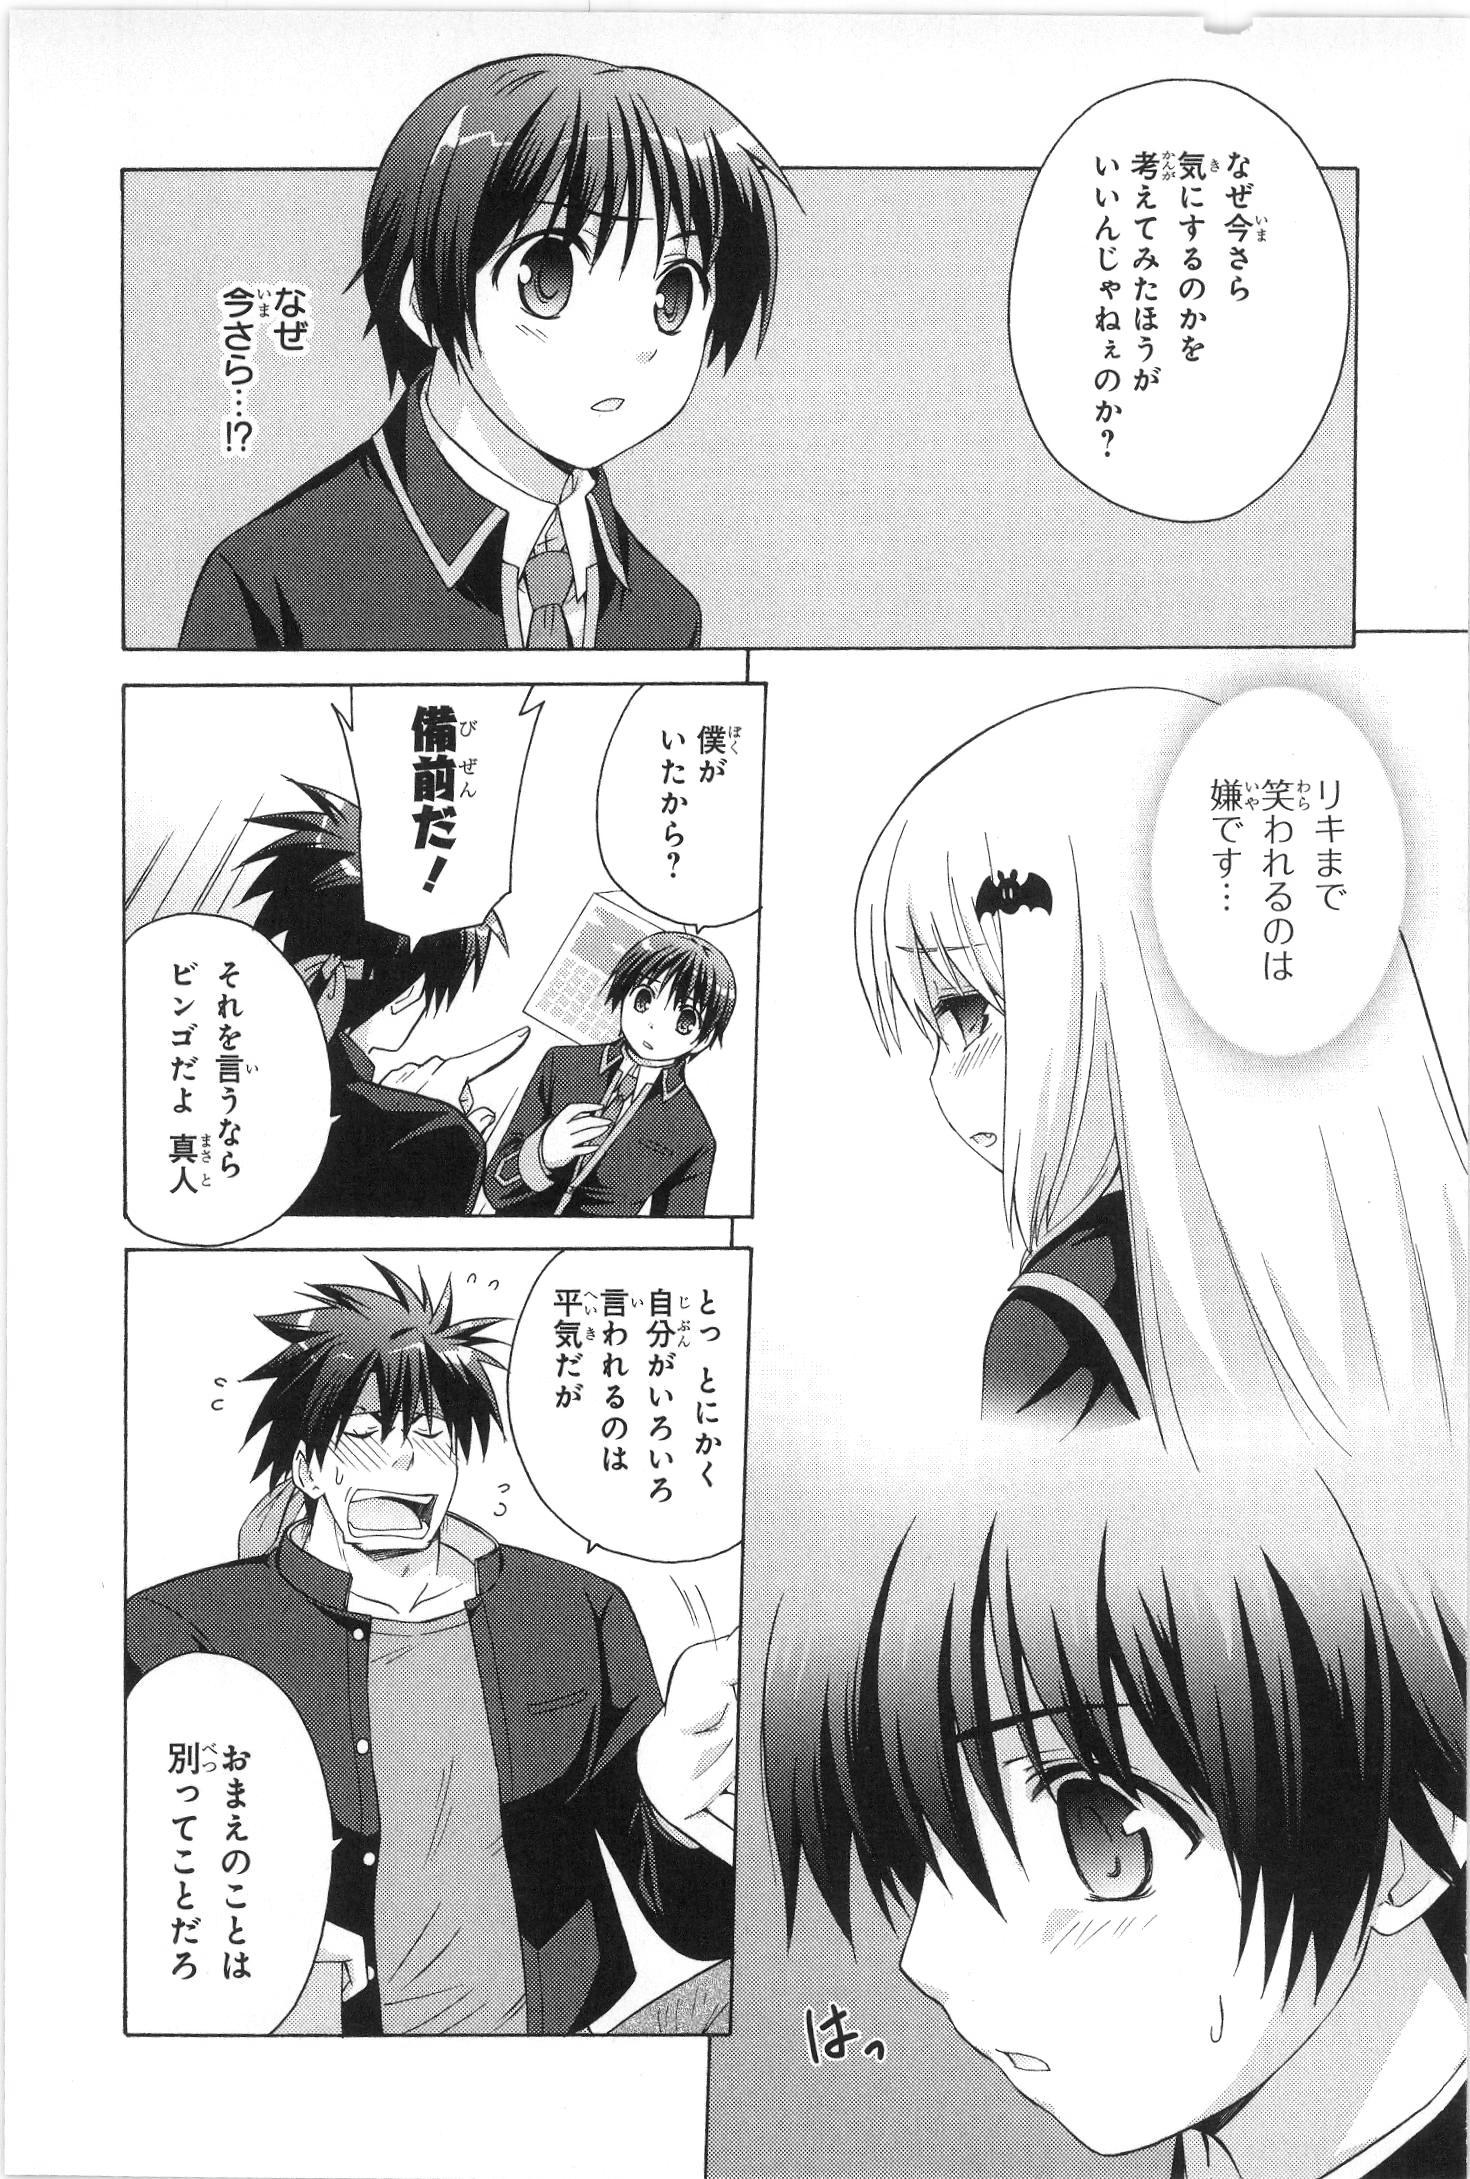 なぜ今さら
気にするのかを
考えてみたほうが
いいんじゃねぇのか?
なぜ
今さら…!?
リキまで
笑われるのは
嫌です…
はっ
僕が
いたから?
備前だ!
それを言うなら
ビンゴだよ 真人
とっ とにかく
自分がいろいろ
言われるのは
平気だが
おまえのことは
別ってことだろ